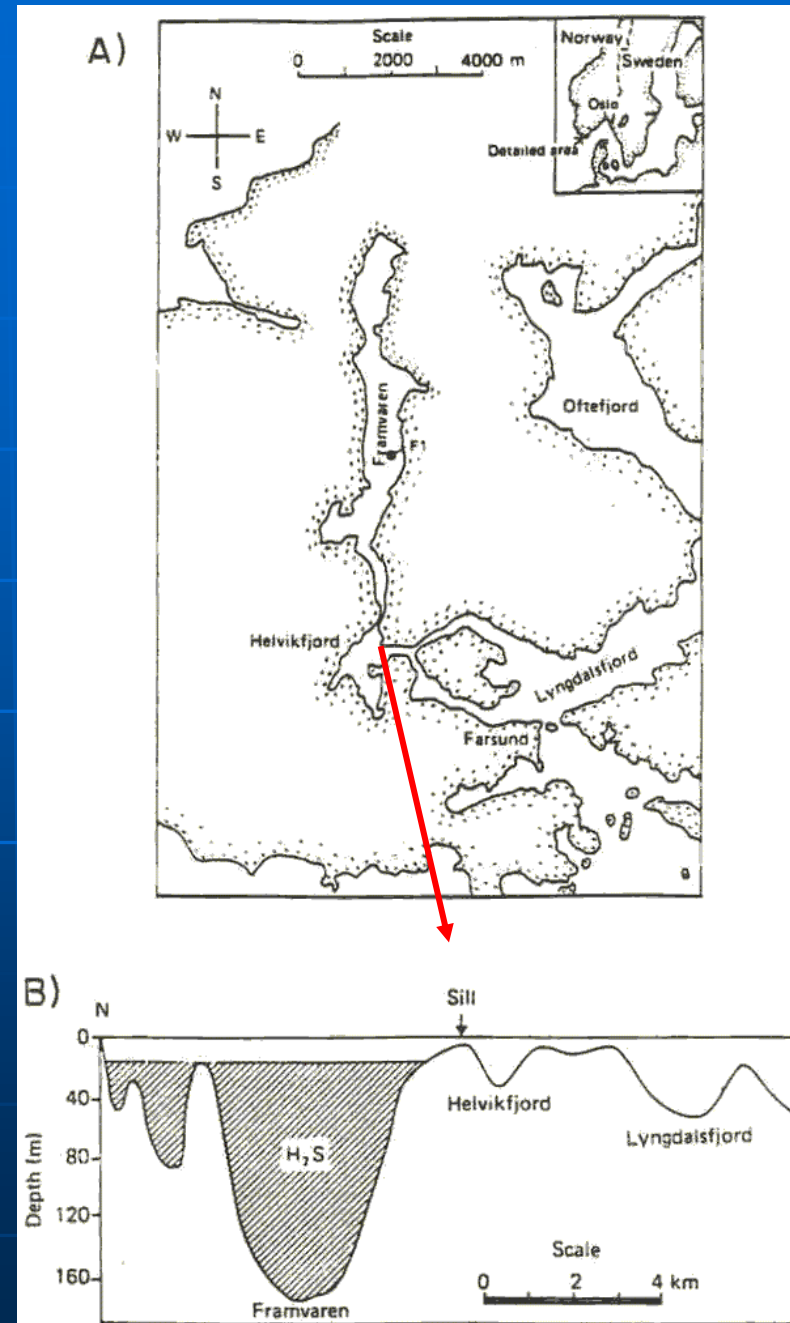 A)
Scale
0 2000 4000 m
N
W E
S
Norway
Sweden
Oslo
Detailed area
Oftefjord
Framvaren
F1
Helvikfjord
Lyngdalsfjord
Farsund
B)
N
Sill
0
40
80
120
160
Depth (m)
H₂S
Helvikfjord
Lyngdalsfjord
Scale
0 2 4 km
Framvaren